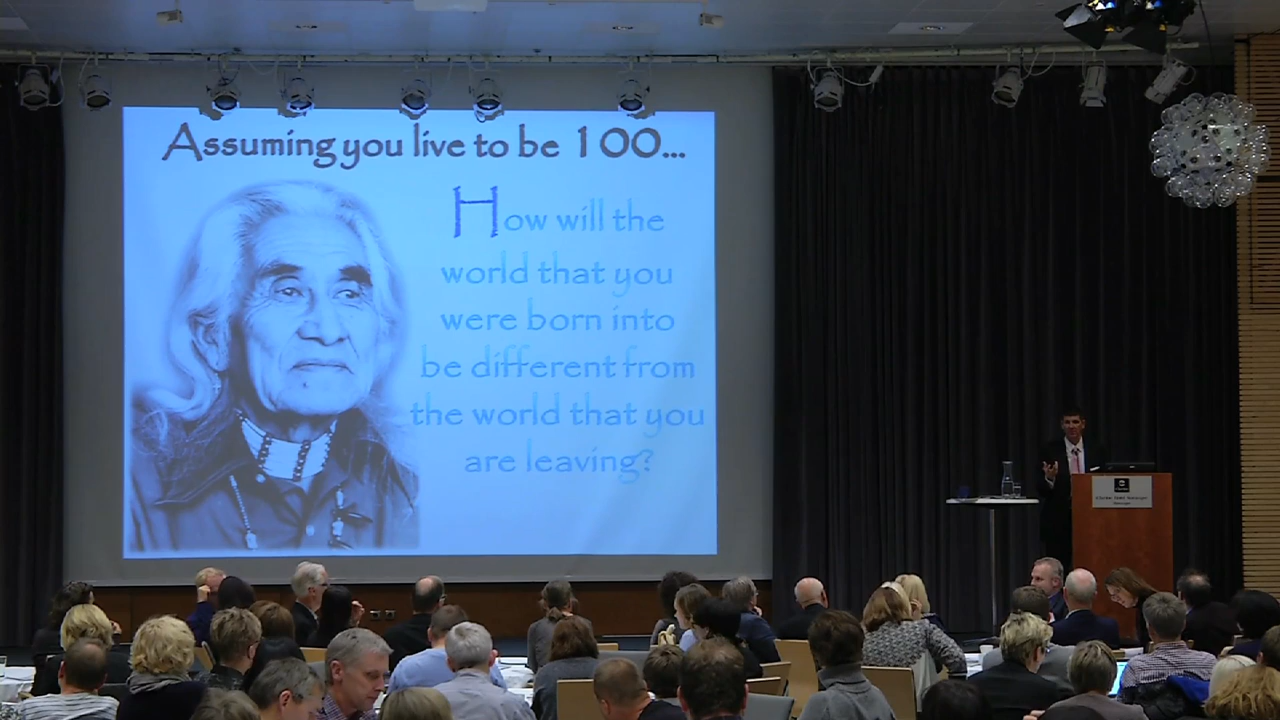 Assuming you live to be 100...
How will the
world that you
were born into
be different from
the world that you
are leaving?